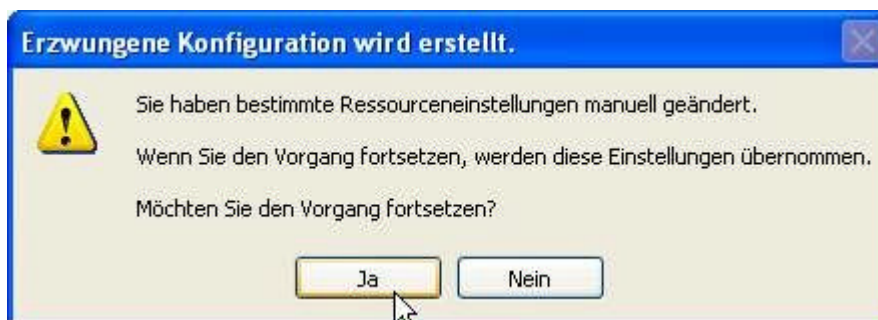 Erzwungene Konfiguration wird erstellt.
Sie haben bestimmte Ressourceneinstellungen manuell geändert.
Wenn Sie den Vorgang fortsetzen, werden diese Einstellungen übernommen.
Möchten Sie den Vorgang fortsetzen?
Ja
Nein